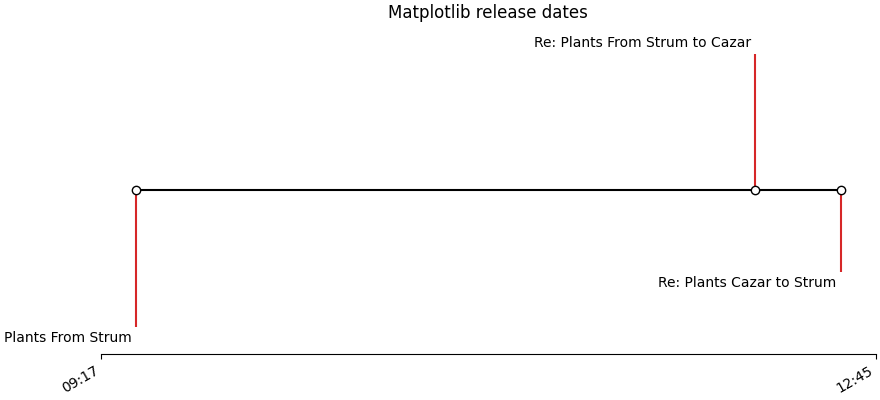 Matplotlib release dates
Re: Plants From Strum to Cazar
Re: Plants Cazar to Strum
Plants From Strum
09:17
12:45